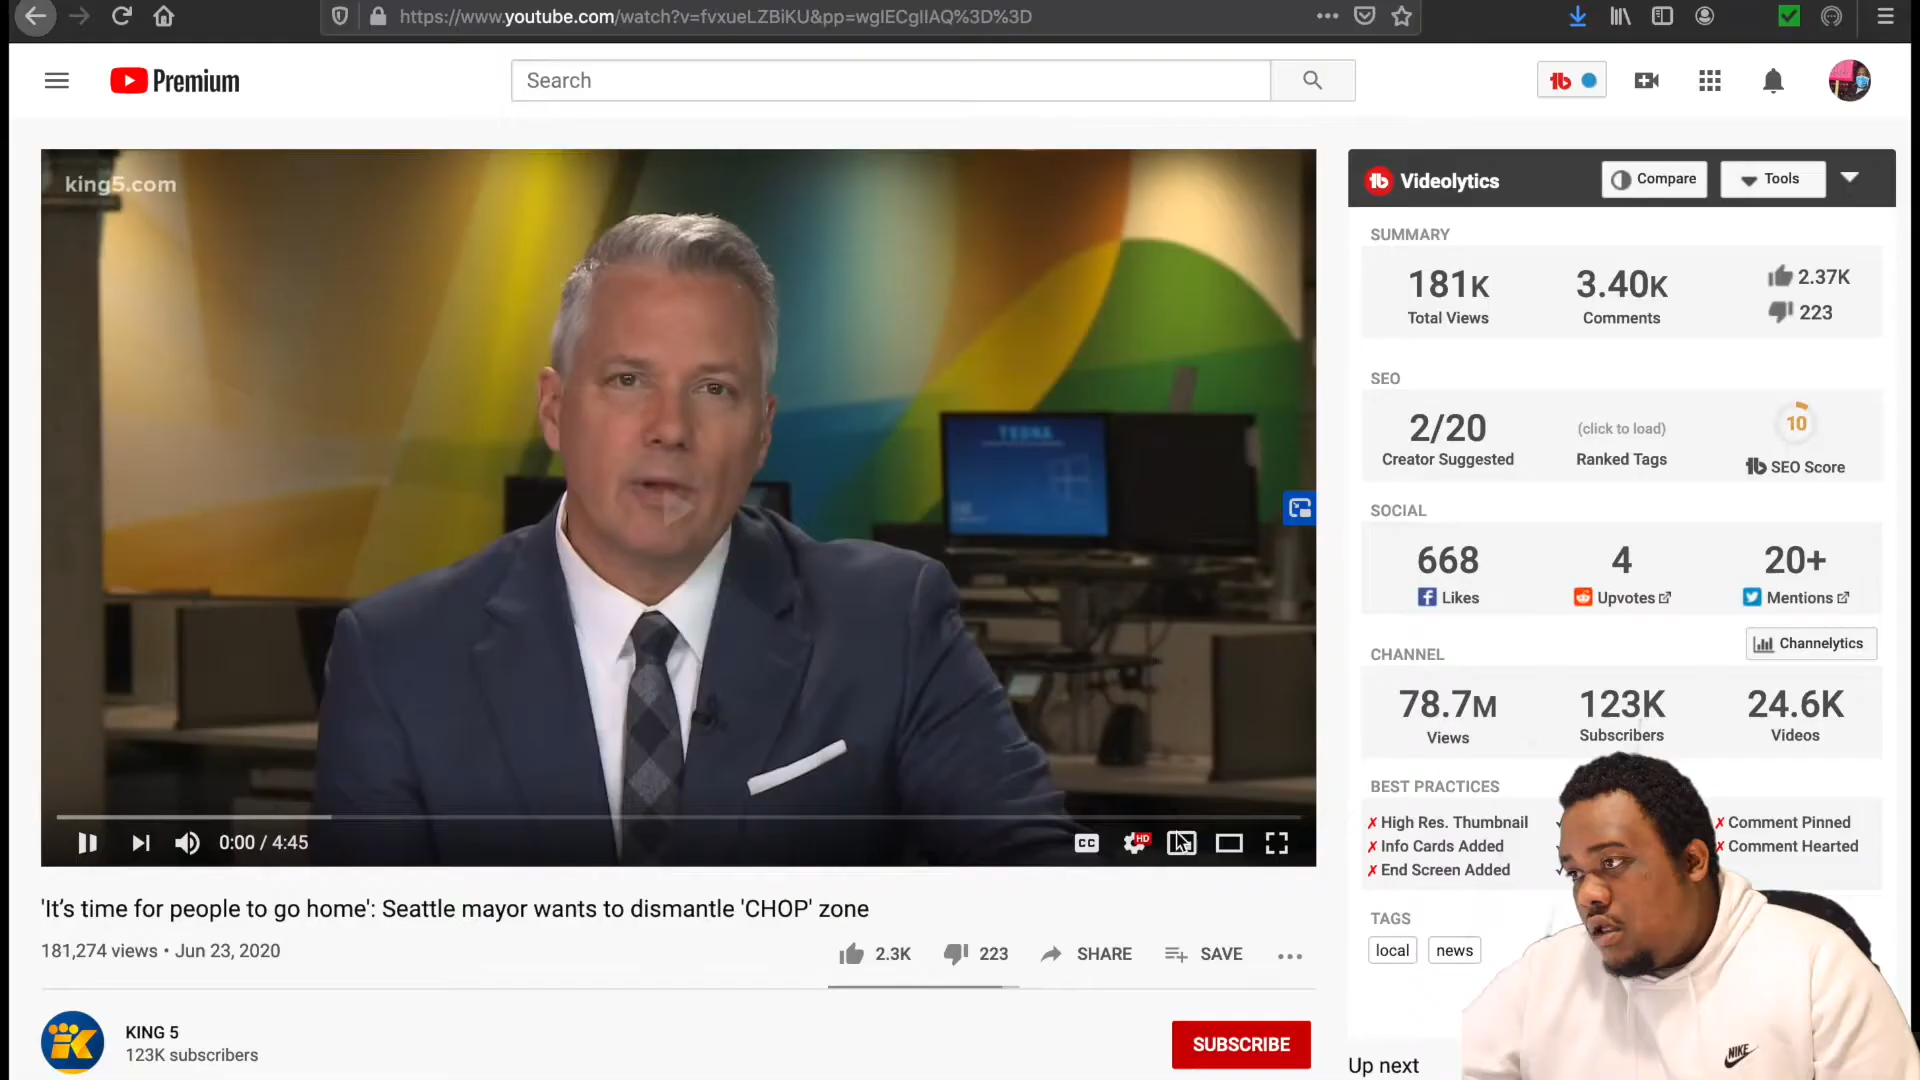 https://www.youtube.com/watch?v=fvxueLZBiKU&pp=wgIECgIIAQ%3D%3D
Premium
Search
king5.com
TEGNA
Videolytics
Compare
Tools
SUMMARY
181K
Total Views
3.40K
Comments
2.37K
223
SEO
2/20
Creator Suggested
(click to load)
Ranked Tags
10
SEO Score
SOCIAL
668
Likes
4
Upvotes
20+
Mentions
CHANNEL
Channelytics
78.7M
Views
123K
Subscribers
24.6K
Videos
BEST PRACTICES
✗ High Res. Thumbnail
✗ Comment Pinned
✗ Info Cards Added
✗ Comment Hearted
✗ End Screen Added
TAGS
local
news
0:00 / 4:45
CC
HD
'It's time for people to go home': Seattle mayor wants to dismantle 'CHOP' zone
181,274 views • Jun 23, 2020
2.3K
223
SHARE
SAVE
KING 5
123K subscribers
SUBSCRIBE
Up next
NIKE